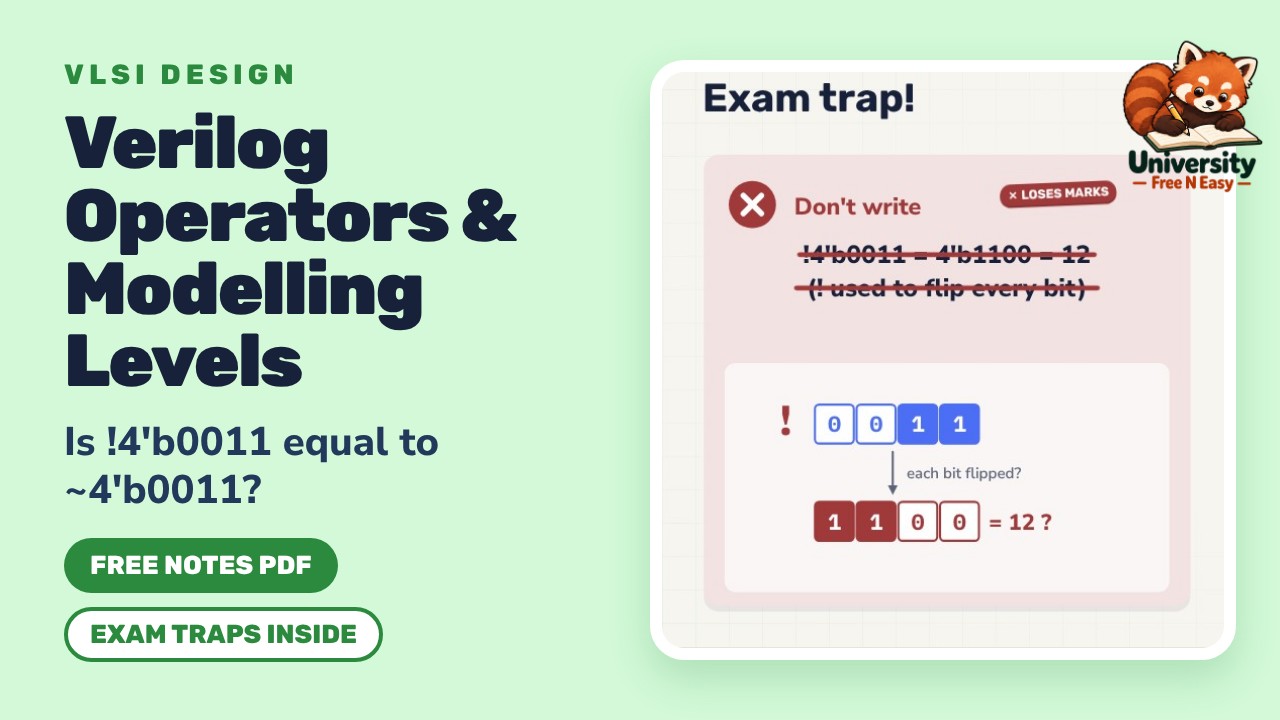 VLSI DESIGN
Verilog
Operators &
Modelling
Levels
Is !4'b0011 equal to
~4'b0011?
FREE NOTES PDF
EXAM TRAPS INSIDE
Exam trap!
Don't write
× LOSES MARKS
!4'b0011 = 4'b1100 = 12
(! used to flip every bit)
! 0 0 1 1
each bit flipped?
1 1 0 0 = 12 ?
University
Free N Easy